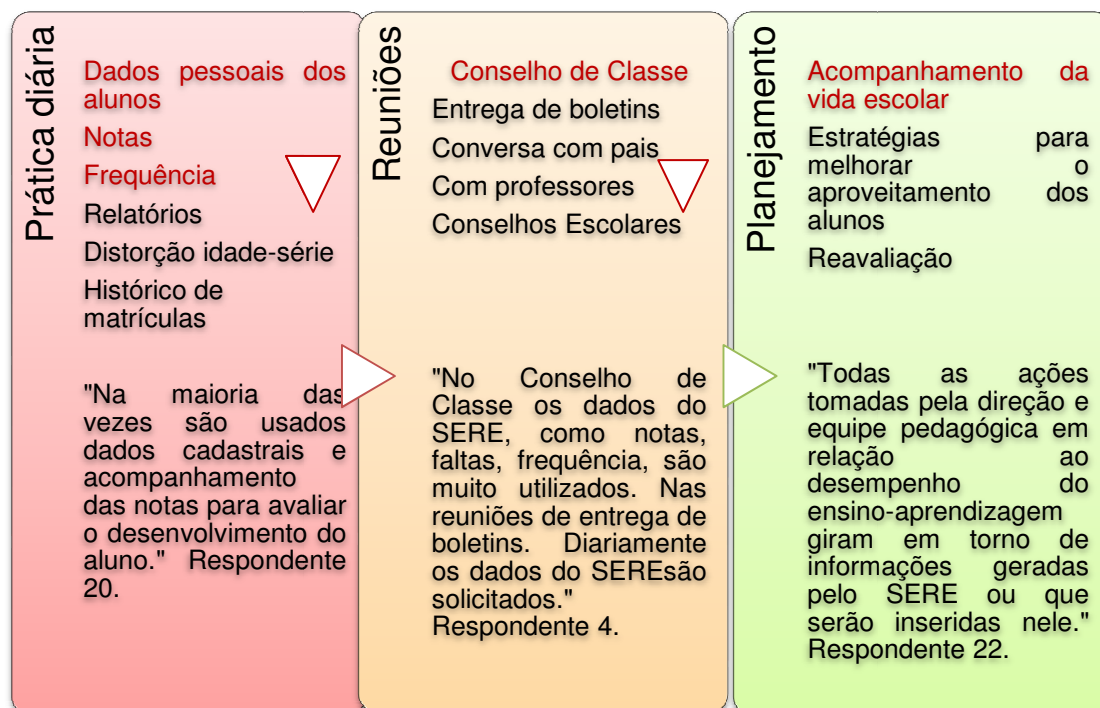 Prática diária
Dados pessoais dos
alunos
Notas
Frequência
Relatórios
Distorção idade-série
Histórico de
matrículas
"Na maioria das
vezes são usados
dados cadastrais e
acompanhamento
das notas para avaliar
o desenvolvimento do
aluno." Respondente
20.
Reuniões
Conselho de Classe
Entrega de boletins
Conversa com pais
Com professores
Conselhos Escolares
"No Conselho de
Classe os dados do
SERE, como notas,
faltas, frequência, são
muito utilizados. Nas
reuniões de entrega de
boletins. Diariamente
os dados do SEREsão
solicitados."
Respondente 4.
Planejamento
Acompanhamento da
vida escolar
Estratégias para
melhorar o
aproveitamento dos
alunos
Reavaliação
"Todas as ações
tomadas pela direção e
equipe pedagógica em
relação ao
desempenho do
ensino-aprendizagem
giram em torno de
informações geradas
pelo SERE ou que
serão inseridas nele."
Respondente 22.